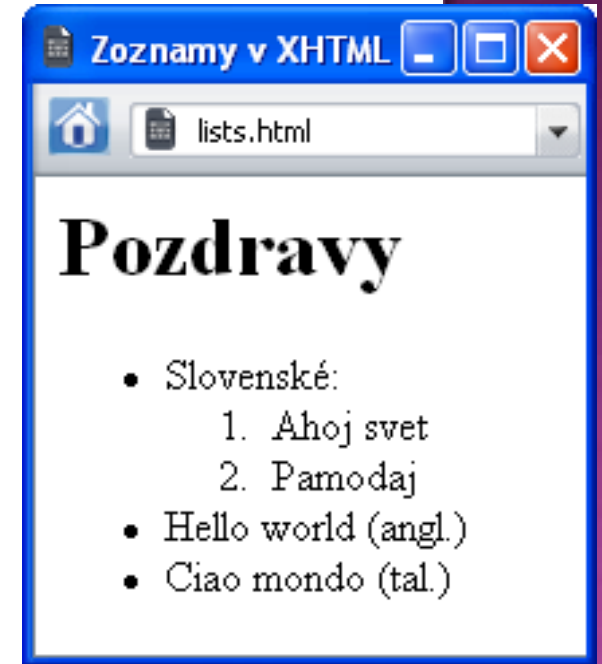 Zoznamy v XHTML
lists.html
Pozdravy
• Slovenské:
1. Ahoj svet
2. Pamodaj
• Hello world (angl.)
• Ciao mondo (tal.)